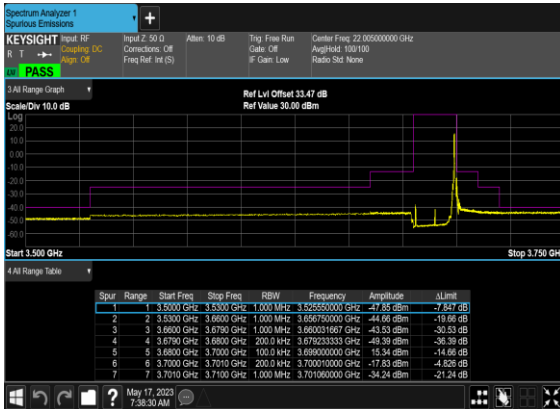 Spectrum Analyzer 1
Spurious Emissions
+
KEYSIGHT Input: RF Input Z: 50 Ω Atten: 10 dB Trig: Free Run Center Freq: 22.005000000 GHz
R T Coupling: DC Corrections: Off Gate: Off Avg|Hold: 100/100
Align: Off Freq Ref: Int (S) IF Gain: Low Radio Std: None
PASS
3 All Range Graph
Ref Lvl Offset 33.47 dB
Scale/Div 10.0 dB Ref Value 30.00 dBm
Log
20.0
10.0
0.00
-10.0
-20.0
-30.0
-40.0
-50.0
-60.0
Start 3.500 GHz Stop 3.750 GH
4 All Range Table
Spur Range Start Freq Stop Freq RBW Frequency Amplitude ΔLimit
1 1 3.5000 GHz 3.5300 GHz 1.000 MHz 3.525550000 GHz -47.85 dBm -7.847 dB
2 2 3.5300 GHz 3.6600 GHz 1.000 MHz 3.656750000 GHz -44.66 dBm -19.66 dB
3 3 3.6600 GHz 3.6790 GHz 1.000 MHz 3.660031667 GHz -43.53 dBm -30.53 dB
4 4 3.6790 GHz 3.6800 GHz 200.0 kHz 3.679233333 GHz -49.39 dBm -36.39 dB
5 5 3.6800 GHz 3.7000 GHz 100.0 kHz 3.699000000 GHz 15.34 dBm -14.66 dB
6 6 3.7000 GHz 3.7010 GHz 200.0 kHz 3.700010000 GHz -17.83 dBm -4.826 dB
7 7 3.7010 GHz 3.7100 GHz 1.000 MHz 3.701060000 GHz -34.24 dBm -21.24 dB
? May 17, 2023
7:38:30 AM